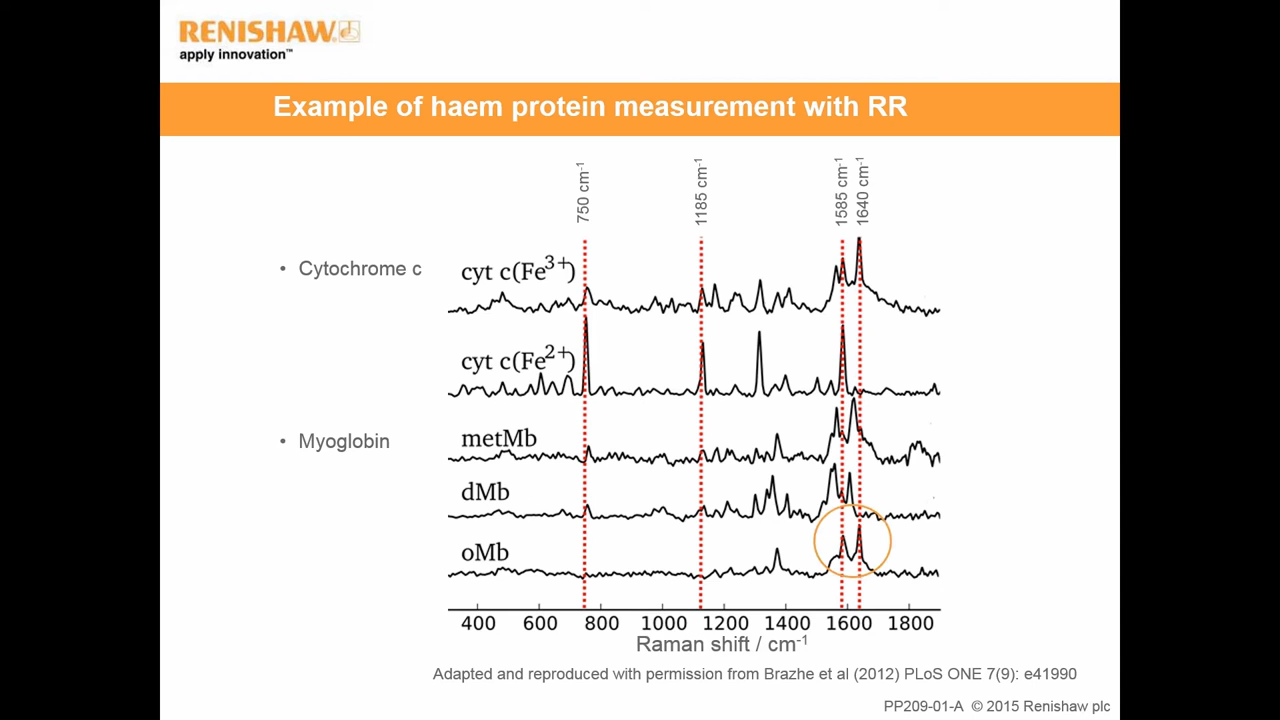 RENISHAW
apply innovation™
Example of haem protein measurement with RR
750 cm⁻¹
1185 cm⁻¹
1585 cm⁻¹
1640 cm⁻¹
• Cytochrome c
cyt c(Fe³⁺)
cyt c(Fe²⁺)
• Myoglobin
metMb
dMb
oMb
400 600 800 1000 1200 1400 1600 1800
Raman shift / cm⁻¹
Adapted and reproduced with permission from Brazhe et al (2012) PLoS ONE 7(9): e41990
PP209-01-A © 2015 Renishaw plc